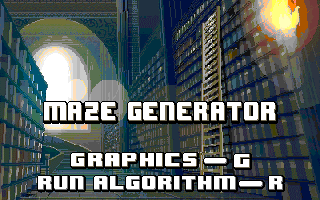 MAZE GENERATOR
GRAPHICS—G
RUN ALGORITHM—R